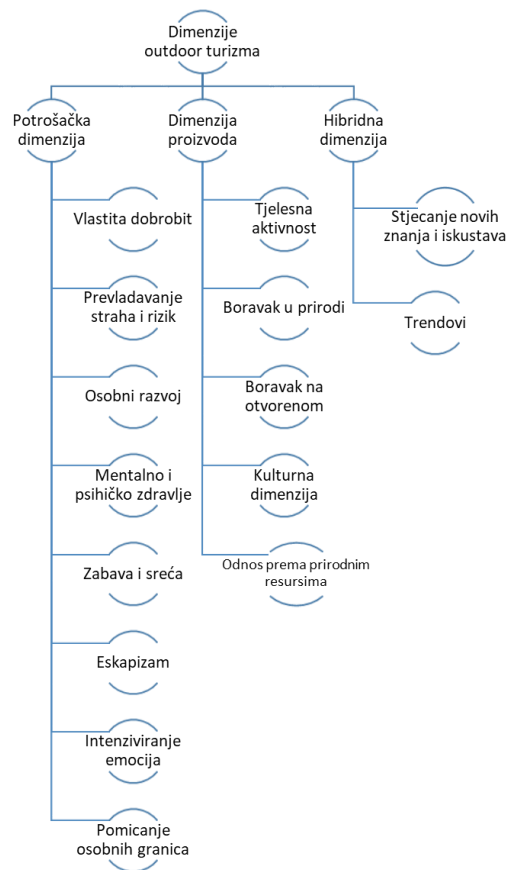 Dimenzije
outdoor turizma
Potrošačka
dimenzija
Vlastita dobrobit
Prevladavanje
straha i rizik
Osobni razvoj
Mentalno i
psihičko zdravlje
Zabava i sreća
Eskapizam
Intenziviranje
emocija
Pomicanje
osobnih granica
Dimenzija
proizvoda
Tjelesna
aktivnost
Boravak u prirodi
Boravak na
otvorenom
Kulturna
dimenzija
Odnos prema prirodnim
resursima
Hibridna
dimenzija
Stjecanje novih
znanja i iskustava
Trendovi